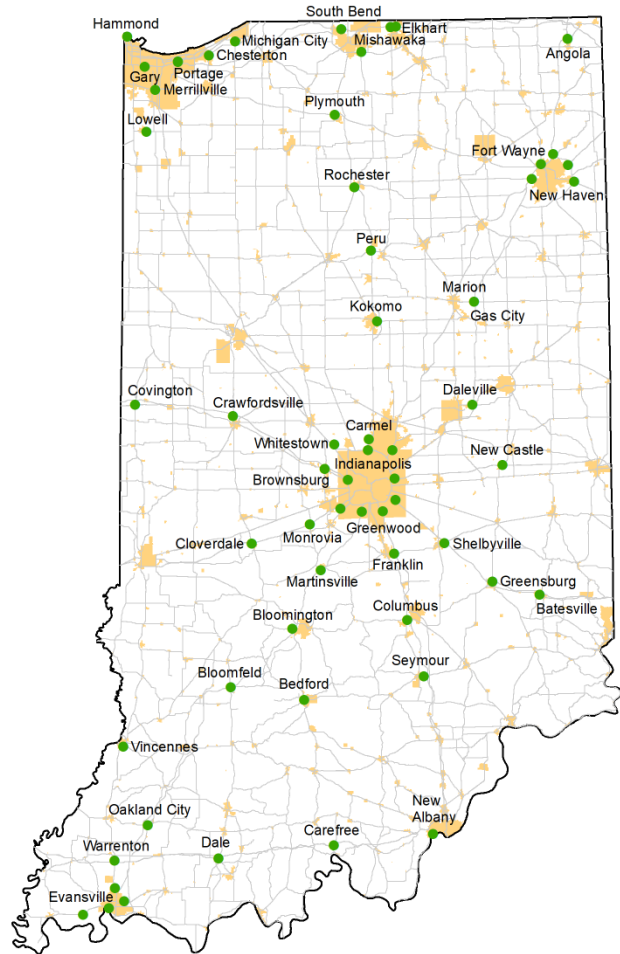 South Bend
Hammond
Elkhart
Michigan City
Mishawaka
Chesterton
Angola
Portage
Gary
Merrillville
Plymouth
Lowell
Fort Wayne
Rochester
New Haven
Peru
Marion
Kokomo
Gas City
Covington
Daleville
Crawfordsville
Carmel
Whitestown
New Castle
Indianapolis
Brownsburg
Greenwood
Monrovia
Cloverdale
Shelbyville
Franklin
Martinsville
Greensburg
Columbus
Batesville
Bloomington
Seymour
Bloomfeld
Bedford
Vincennes
New
Albany
Oakland City
Carefree
Dale
Warrenton
Evansville